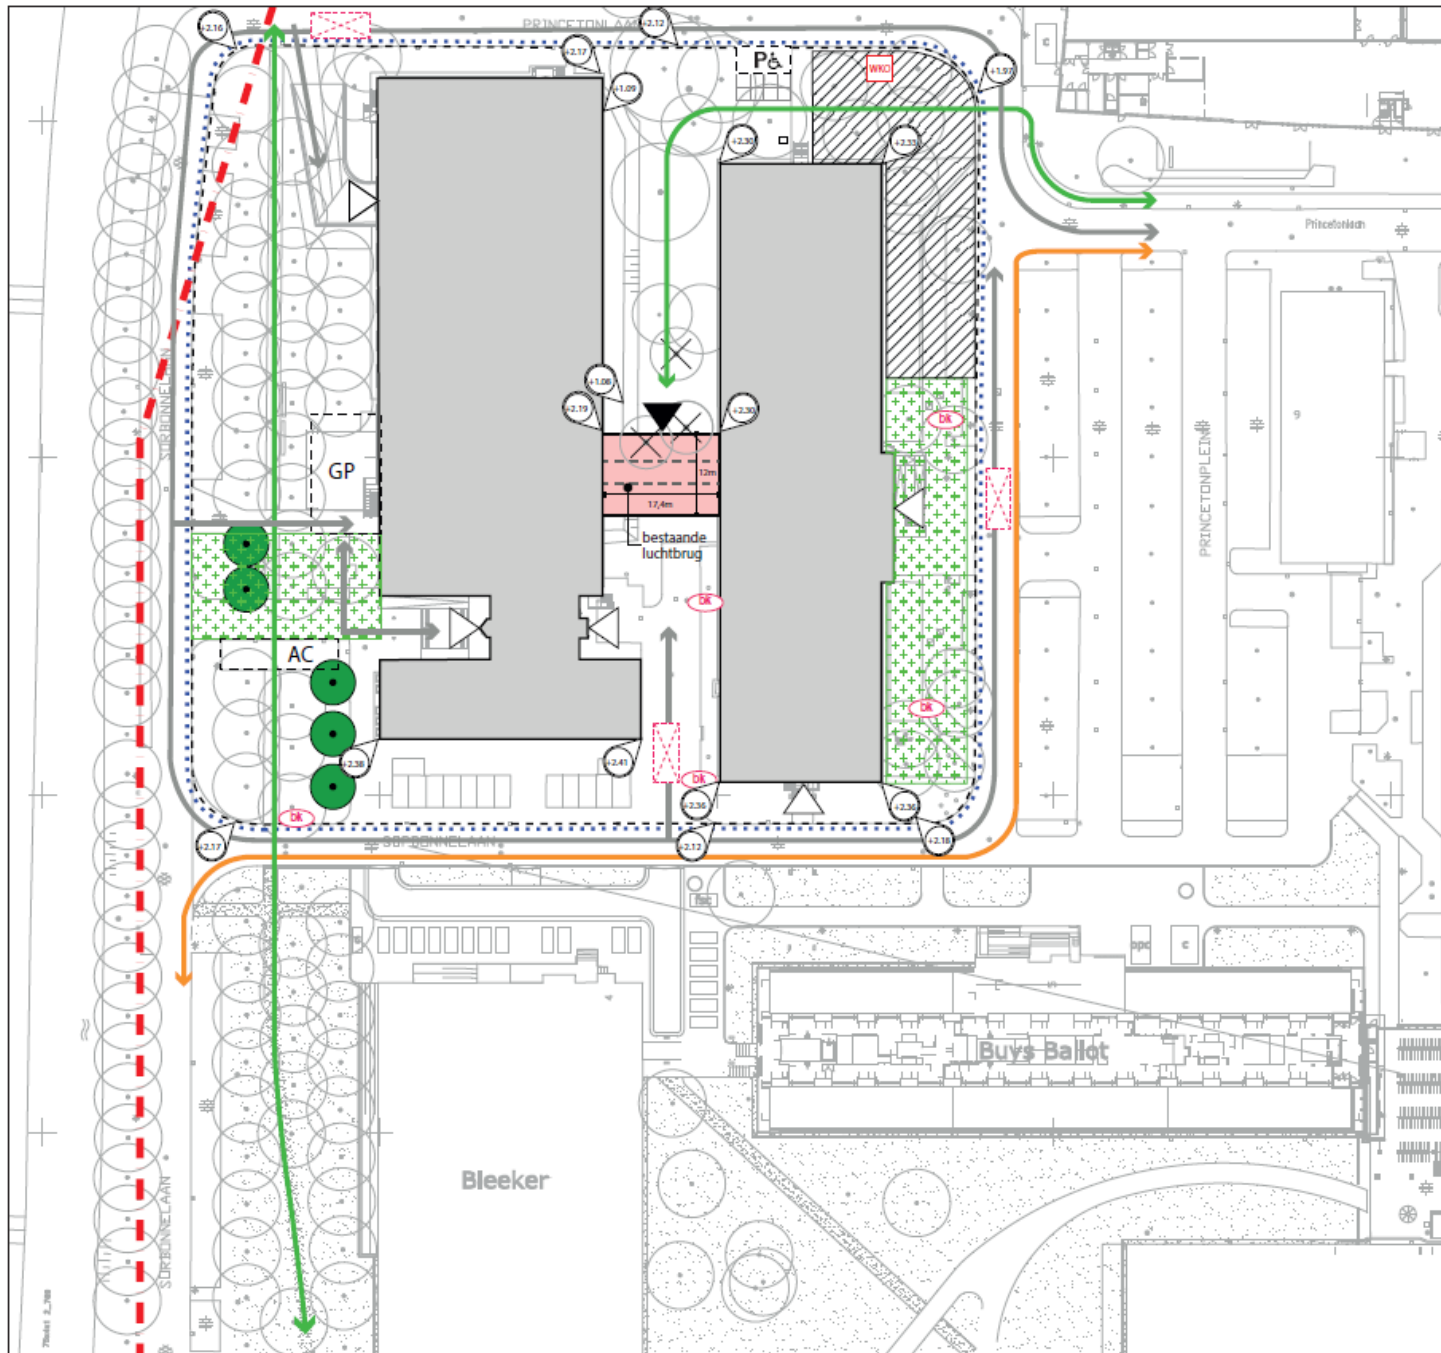 PRINCETONLAAN
+2.16
+2.12
+2.17
P
WKO
+1.97
+1.09
+2.30
+2.33
Princetonlaan
SORBONNELAAN
+1.08
+2.19
+2.30
bk
6
GP
12m
17,4m
PRINCETONPLEIN
bestaande
luchtbrug
bk
AC
bk
+2.38
+2.41
bk
+2.36
+2.36
bk
+2.17
SORBONNELAAN
+2.12
+2.18
opc
c
Buys Ballot
Bleeker
SORBONNELAAN